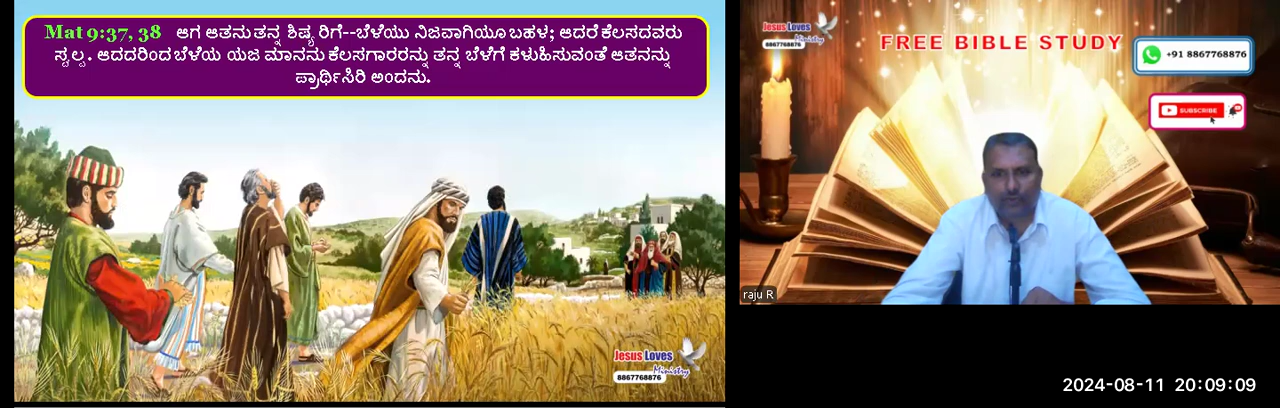 Mat 9:37, 38 ಆಗ ಆತನು ತನ್ನ ಶಿಷ್ಯ ರಿಗೆ--ಬೆಳೆಯು ನಿಜವಾಗಿಯೂ ಬಹಳ; ಆದರೆ ಕೆಲಸದವರು
ಸ್ವಲ್ಪ. ಆದದರಿಂದ ಬೆಳೆಯ ಯಜ ಮಾನನು ಕೆಲಸಗಾರರನ್ನು ತನ್ನ ಬೆಳೆಗೆ ಕಳುಹಿಸುವಂತೆ ಆತನನ್ನು
ಪ್ರಾರ್ಥಿಸಿರಿ ಅಂದನು.
Jesus Loves
Ministry
8867768876
Jesus Loves
Ministry
8867768876
FREE BIBLE STUDY
+91 8867768876
SUBSCRIBE
raju R
2024-08-11 20:09:09